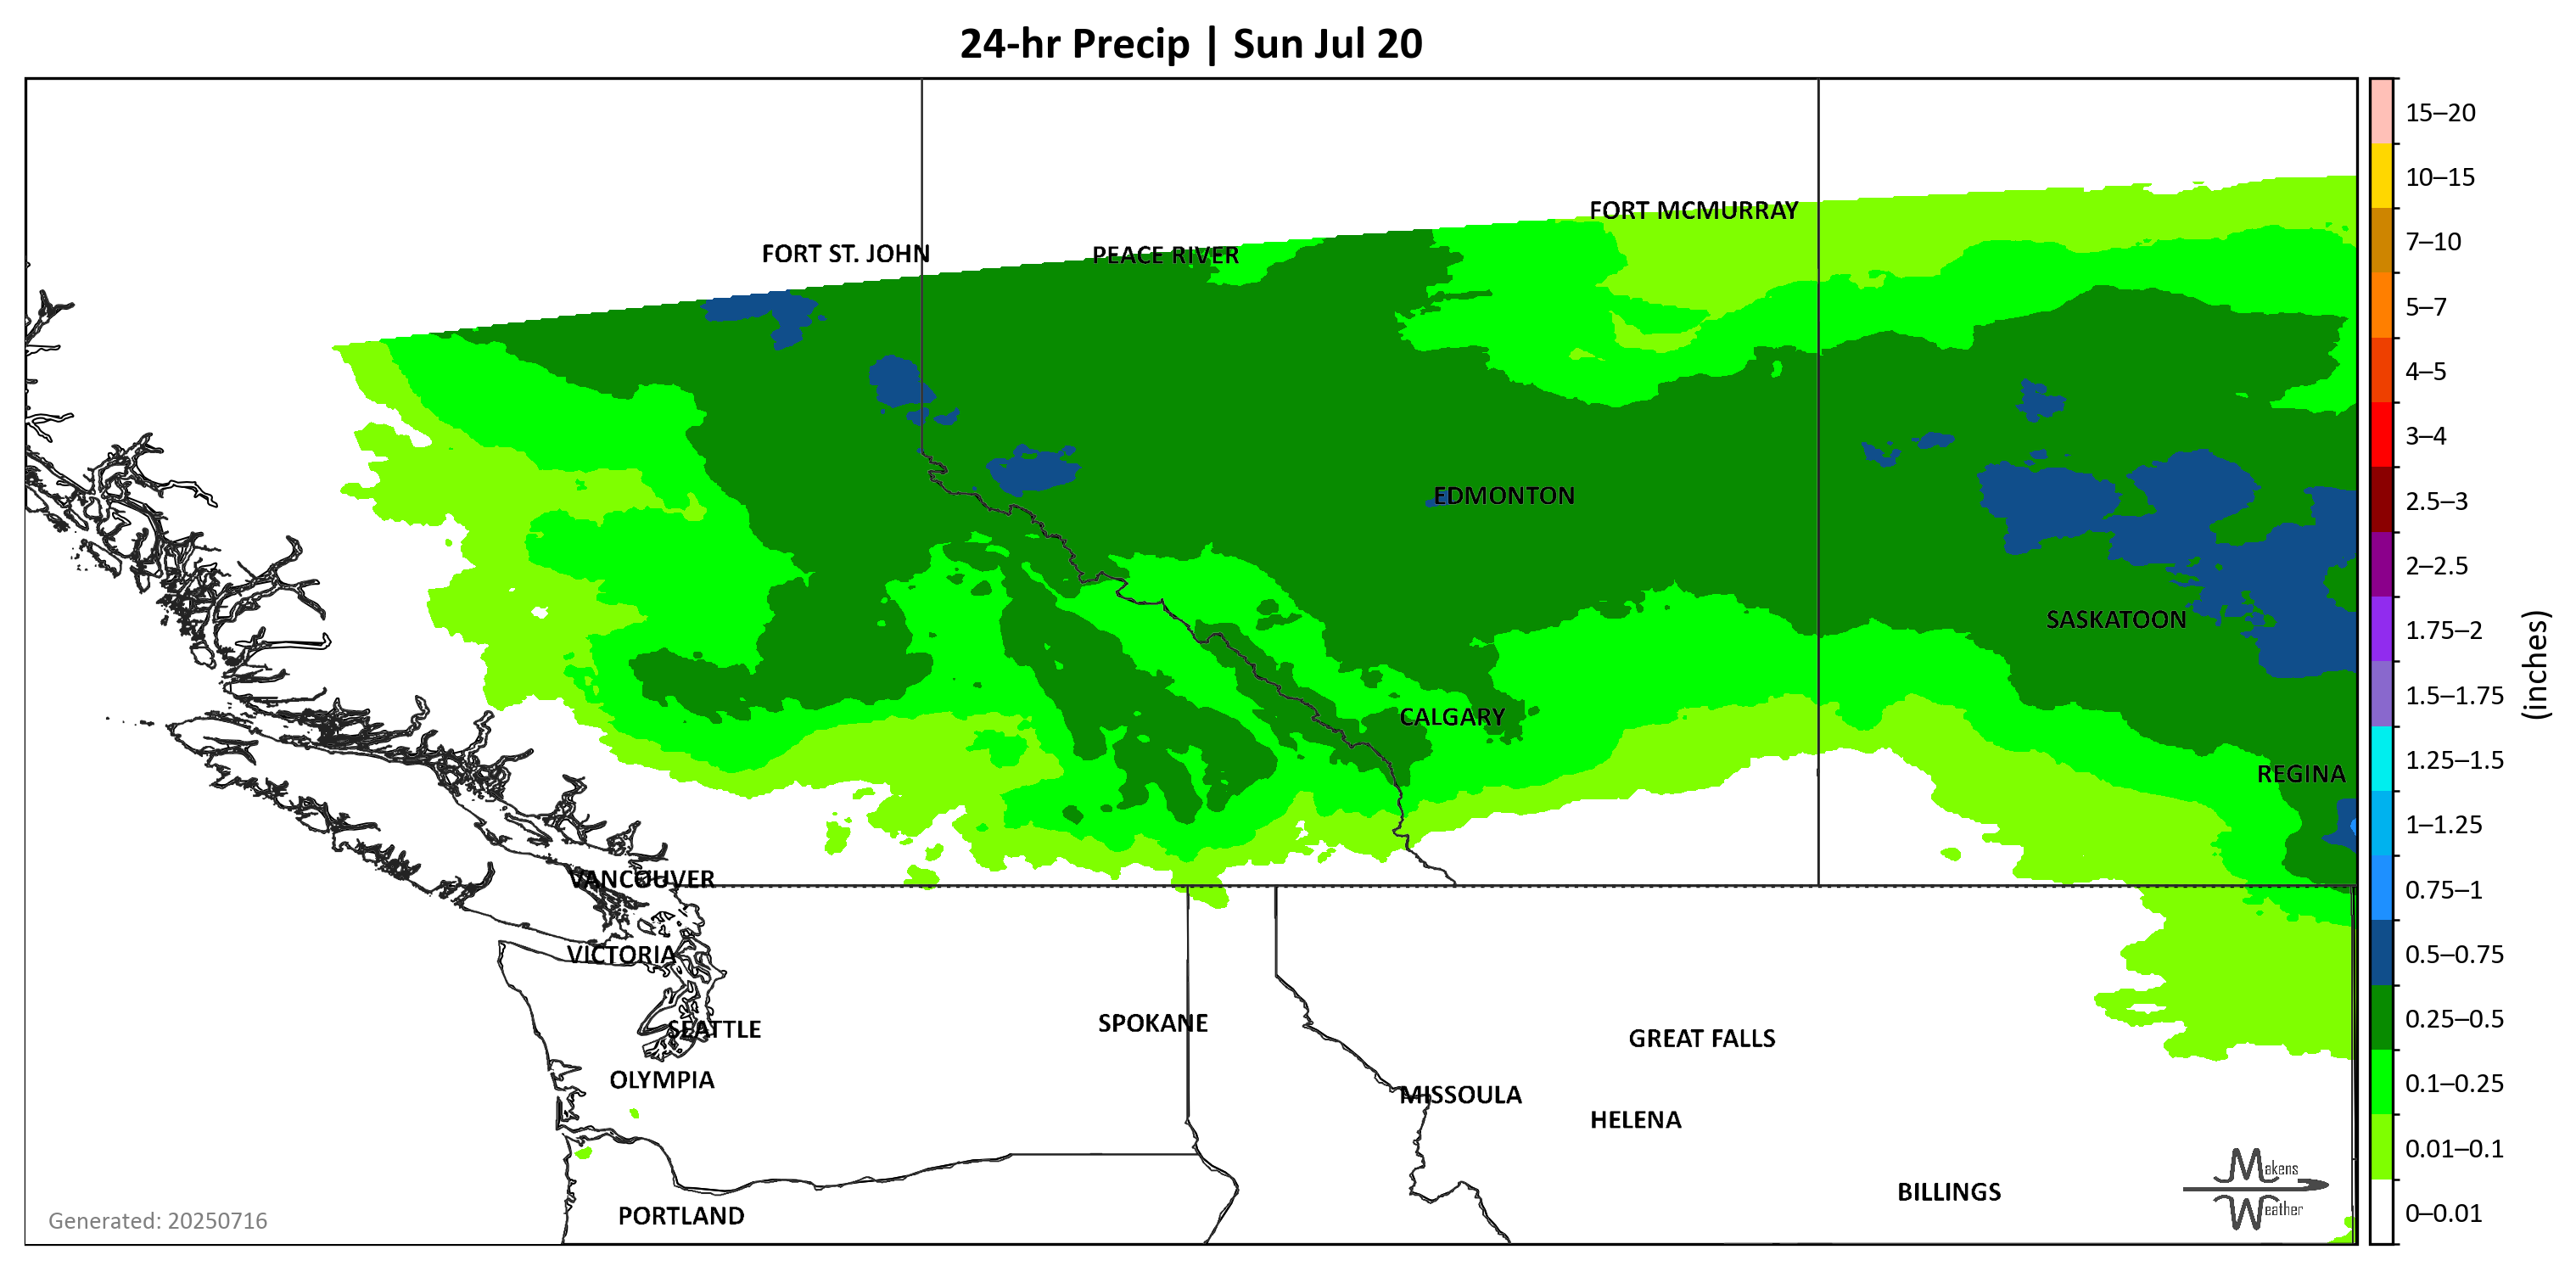 24-hr Precip | Sun Jul 20
15–20
10–15
FORT MCMURRAY
7–10
FORT ST. JOHN
PEACE RIVER
5–7
4–5
3–4
EDMONTON
2.5–3
2–2.5
SASKATOON
1.75–2
(inches)
1.5–1.75
CALGARY
1.25–1.5
REGINA
1–1.25
VANCOUVER
0.75–1
VICTORIA
0.5–0.75
SPOKANE
SEATTLE
GREAT FALLS
0.25–0.5
OLYMPIA
MISSOULA
0.1–0.25
HELENA
0.01–0.1
Makens
Weather
BILLINGS
PORTLAND
0–0.01
Generated: 20250716